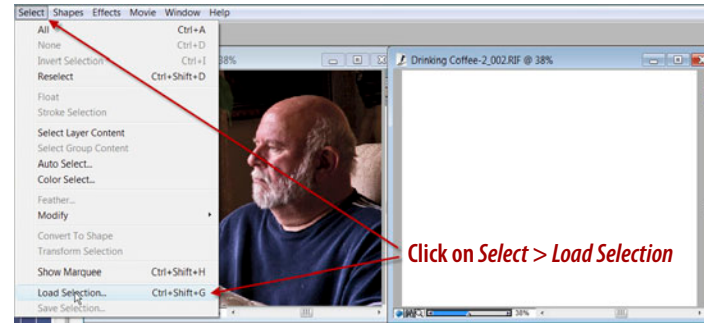 Select Shapes Effects Movie Window Help
All Ctrl+A
None Ctrl+D
Invert Selection Ctrl+I
Reselect Ctrl+Shift+D
Float
Stroke Selection
Select Layer Content
Select Group Content
Auto Select...
Color Select...
Feather...
Modify
Convert To Shape
Transform Selection
Show Marquee Ctrl+Shift+H
Load Selection... Ctrl+Shift+G
Save Selection...
38%
Drinking Coffee-2_002.RIF @ 38%
Click on Select > Load Selection
38%